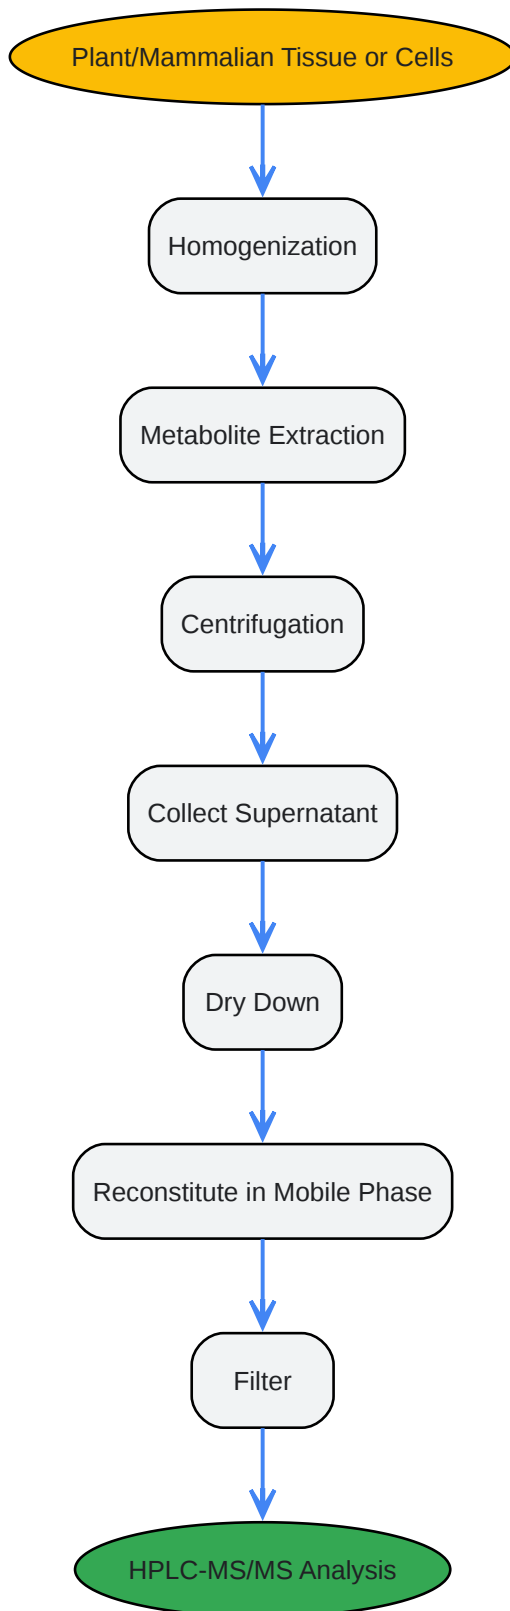 Plant/Mammalian Tissue or Cells
Homogenization
Metabolite Extraction
Centrifugation
Collect Supernatant
Dry Down
Reconstitute in Mobile Phase
Filter
HPLC-MS/MS Analysis